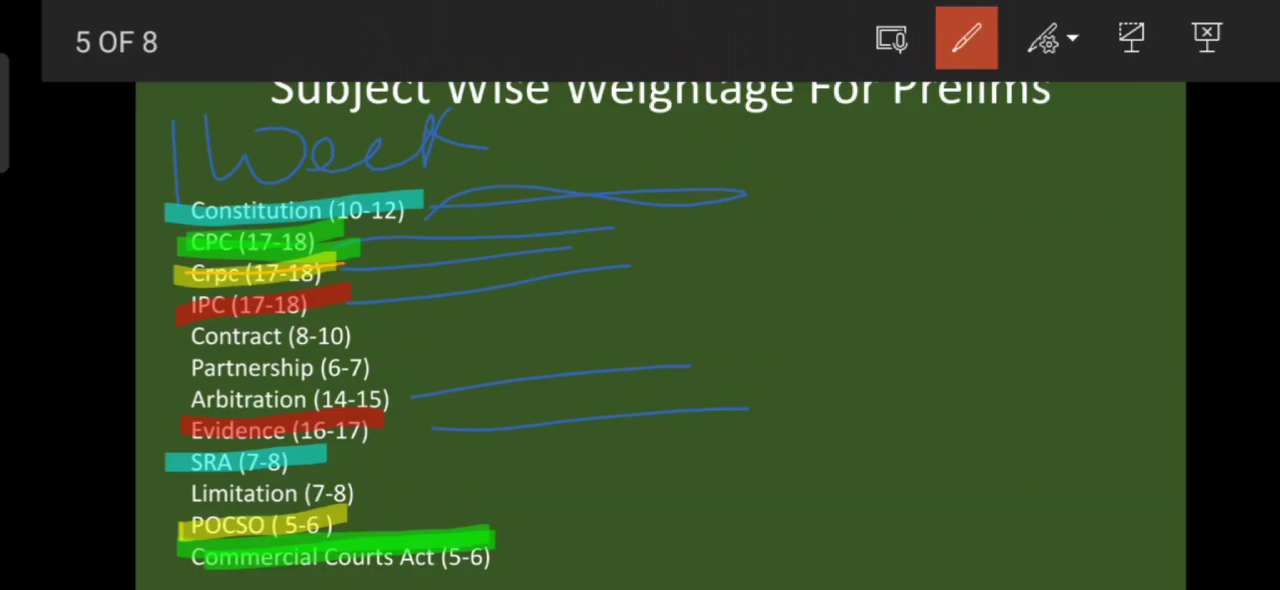 5 OF 8
Subject Wise Weightage For Prelims
1 Week
Constitution (10-12)
CPC (17-18)
Crpc (17-18)
IPC (17-18)
Contract (8-10)
Partnership (6-7)
Arbitration (14-15)
Evidence (16-17)
SRA (7-8)
Limitation (7-8)
POCSO ( 5-6 )
Commercial Courts Act (5-6)